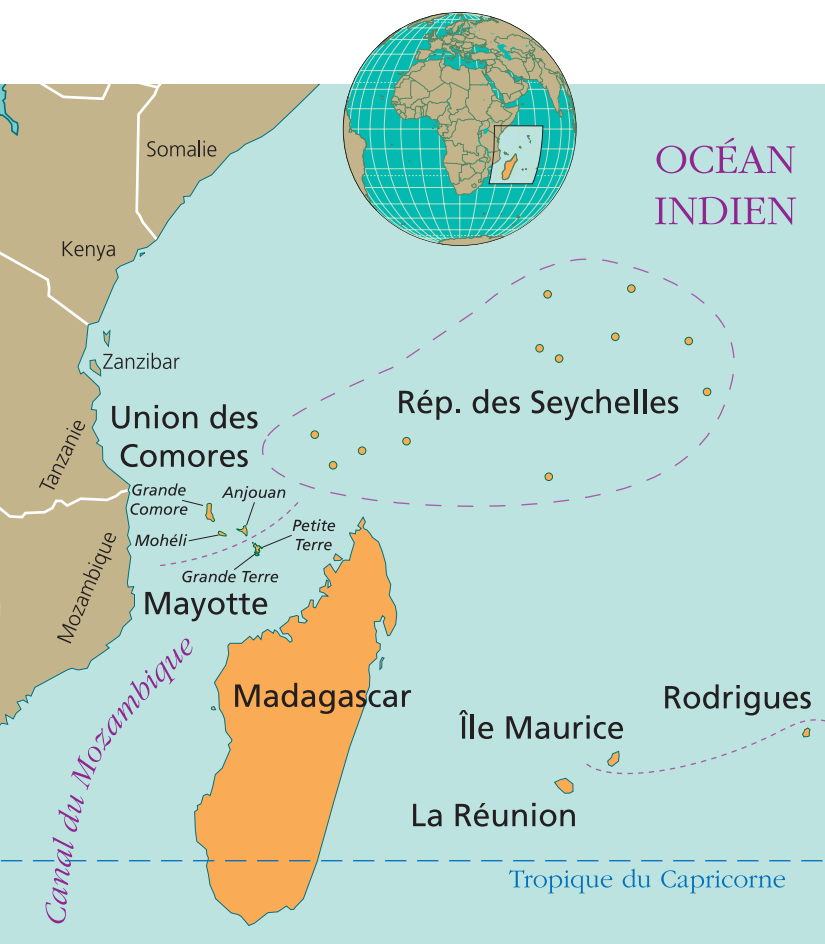 OCÉAN
INDIEN
Somalie
Kenya
Zanzibar
Tanzanie
Union des
Comores
Rép. des Seychelles
Grande
Comore
Anjouan
Mohéli
Petite
Terre
Grande Terre
Mayotte
Mozambique
Canal du Mozambique
Madagascar
Île Maurice
Rodrigues
La Réunion
Tropique du Capricorne